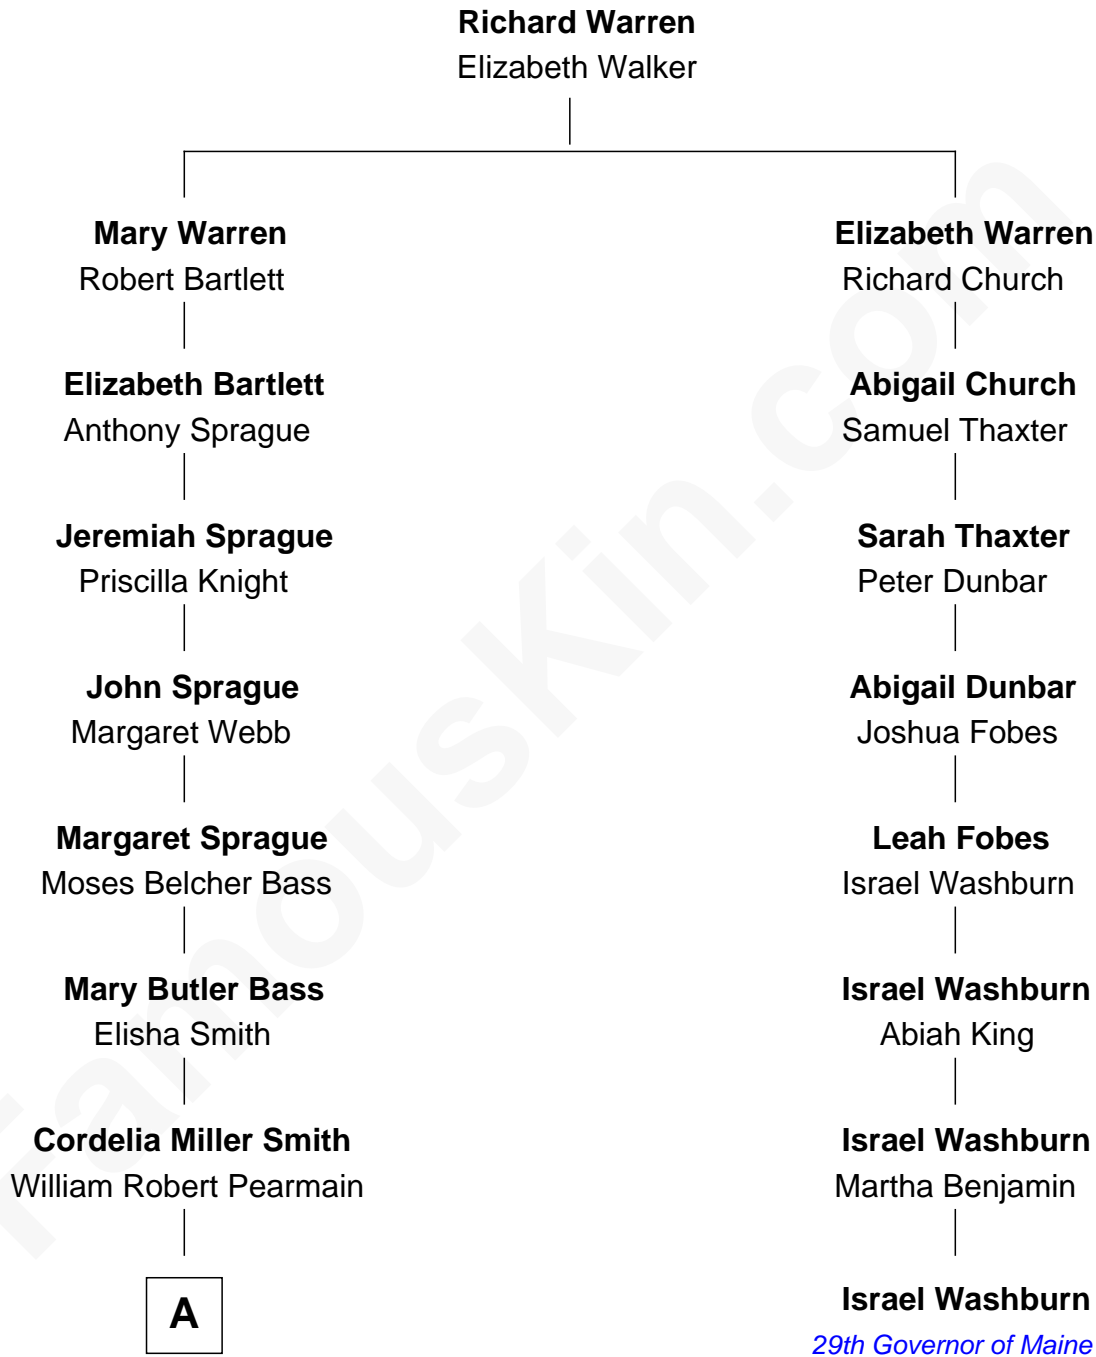 Richard Warren
Elizabeth Walker
Mary Warren
Robert Bartlett
Elizabeth Warren
Richard Church
Elizabeth Bartlett
Anthony Sprague
Abigail Church
Samuel Thaxter
Jeremiah Sprague
Priscilla Knight
Sarah Thaxter
Peter Dunbar
John Sprague
Margaret Webb
Abigail Dunbar
Joshua Fobes
Margaret Sprague
Moses Belcher Bass
Leah Fobes
Israel Washburn
Mary Butler Bass
Elisha Smith
Israel Washburn
Abiah King
Cordelia Miller Smith
William Robert Pearmain
Israel Washburn
Martha Benjamin
A
Israel Washburn
29th Governor of Maine
FamousKin.com